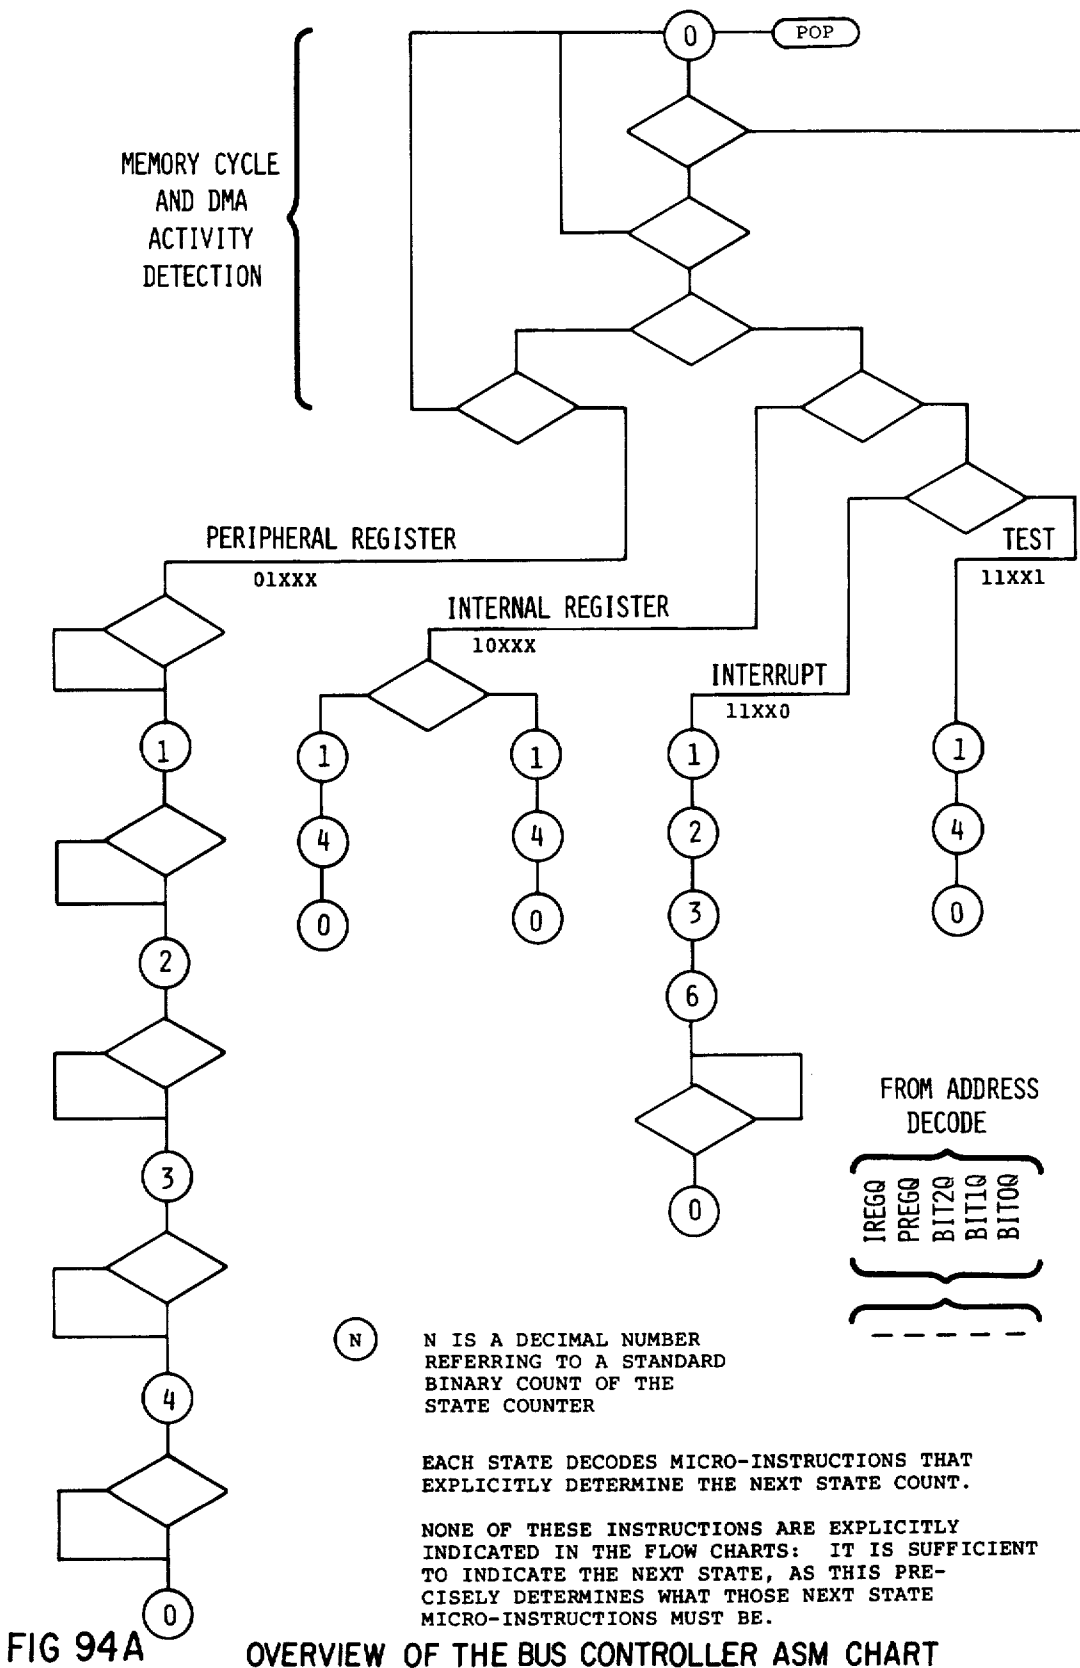 0
POP
MEMORY CYCLE
AND DMA
ACTIVITY
DETECTION
PERIPHERAL REGISTER
01XXX
TEST
11XX1
INTERNAL REGISTER
10XXX
INTERRUPT
11XX0
1
1
1
1
1
4
4
2
4
0
0
3
0
2
6
3
0
4
0
FROM ADDRESS
DECODE
IREGQ
PREGQ
BIT2Q
BIT1Q
BIT0Q
_ _ _ _ _
N
N IS A DECIMAL NUMBER
REFERRING TO A STANDARD
BINARY COUNT OF THE
STATE COUNTER
EACH STATE DECODES MICRO-INSTRUCTIONS THAT
EXPLICITLY DETERMINE THE NEXT STATE COUNT.
NONE OF THESE INSTRUCTIONS ARE EXPLICITLY
INDICATED IN THE FLOW CHARTS: IT IS SUFFICIENT
TO INDICATE THE NEXT STATE, AS THIS PRE-
CISELY DETERMINES WHAT THOSE NEXT STATE
MICRO-INSTRUCTIONS MUST BE.
FIG 94A OVERVIEW OF THE BUS CONTROLLER ASM CHART